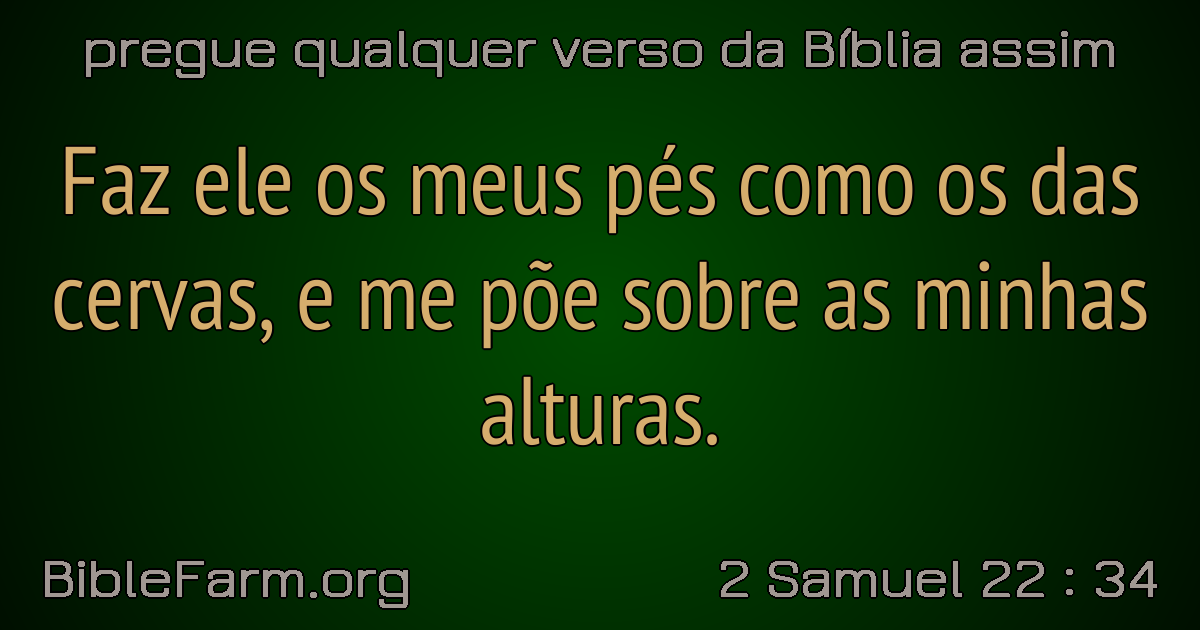 pregue qualquer verso da Bíblia assim
Faz ele os meus pés como os das
cervas, e me põe sobre as minhas
alturas.
BibleFarm.org
2 Samuel 22 : 34